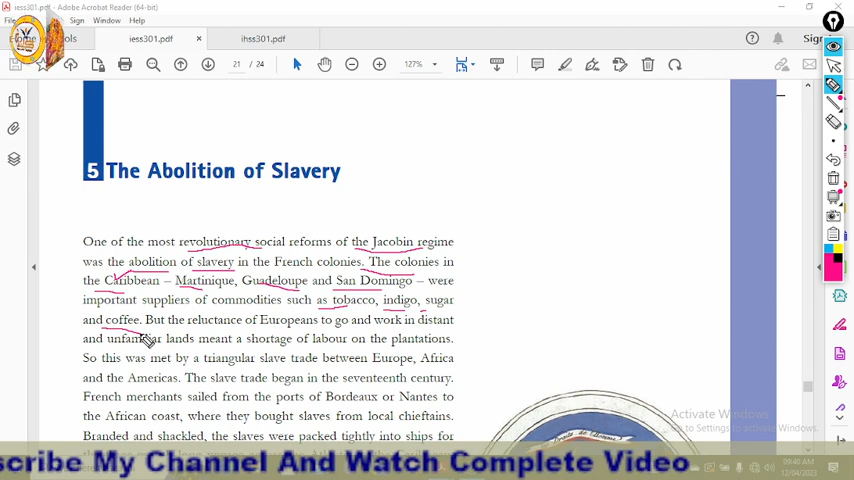 iess301.pdf - Adobe Acrobat Reader (64-bit)
Sign Window Help
iess301.pdf × ihss301.pdf
21 / 24 127%
5 The Abolition of Slavery
One of the most revolutionary social reforms of the Jacobin regime
was the abolition of slavery in the French colonies. The colonies in
the Caribbean – Martinique, Guadeloupe and San Domingo – were
important suppliers of commodities such as tobacco, indigo, sugar
and coffee. But the reluctance of Europeans to go and work in distant
and unfamiliar lands meant a shortage of labour on the plantations.
So this was met by a triangular slave trade between Europe, Africa
and the Americas. The slave trade began in the seventeenth century.
French merchants sailed from the ports of Bordeaux or Nantes to
the African coast, where they bought slaves from local chieftains.
Branded and shackled, the slaves were packed tightly into ships for
Activate Windows
Go to Settings to activate Windows.
scribe My Channel And Watch Complete Video
09:40 AM
12/04/2023